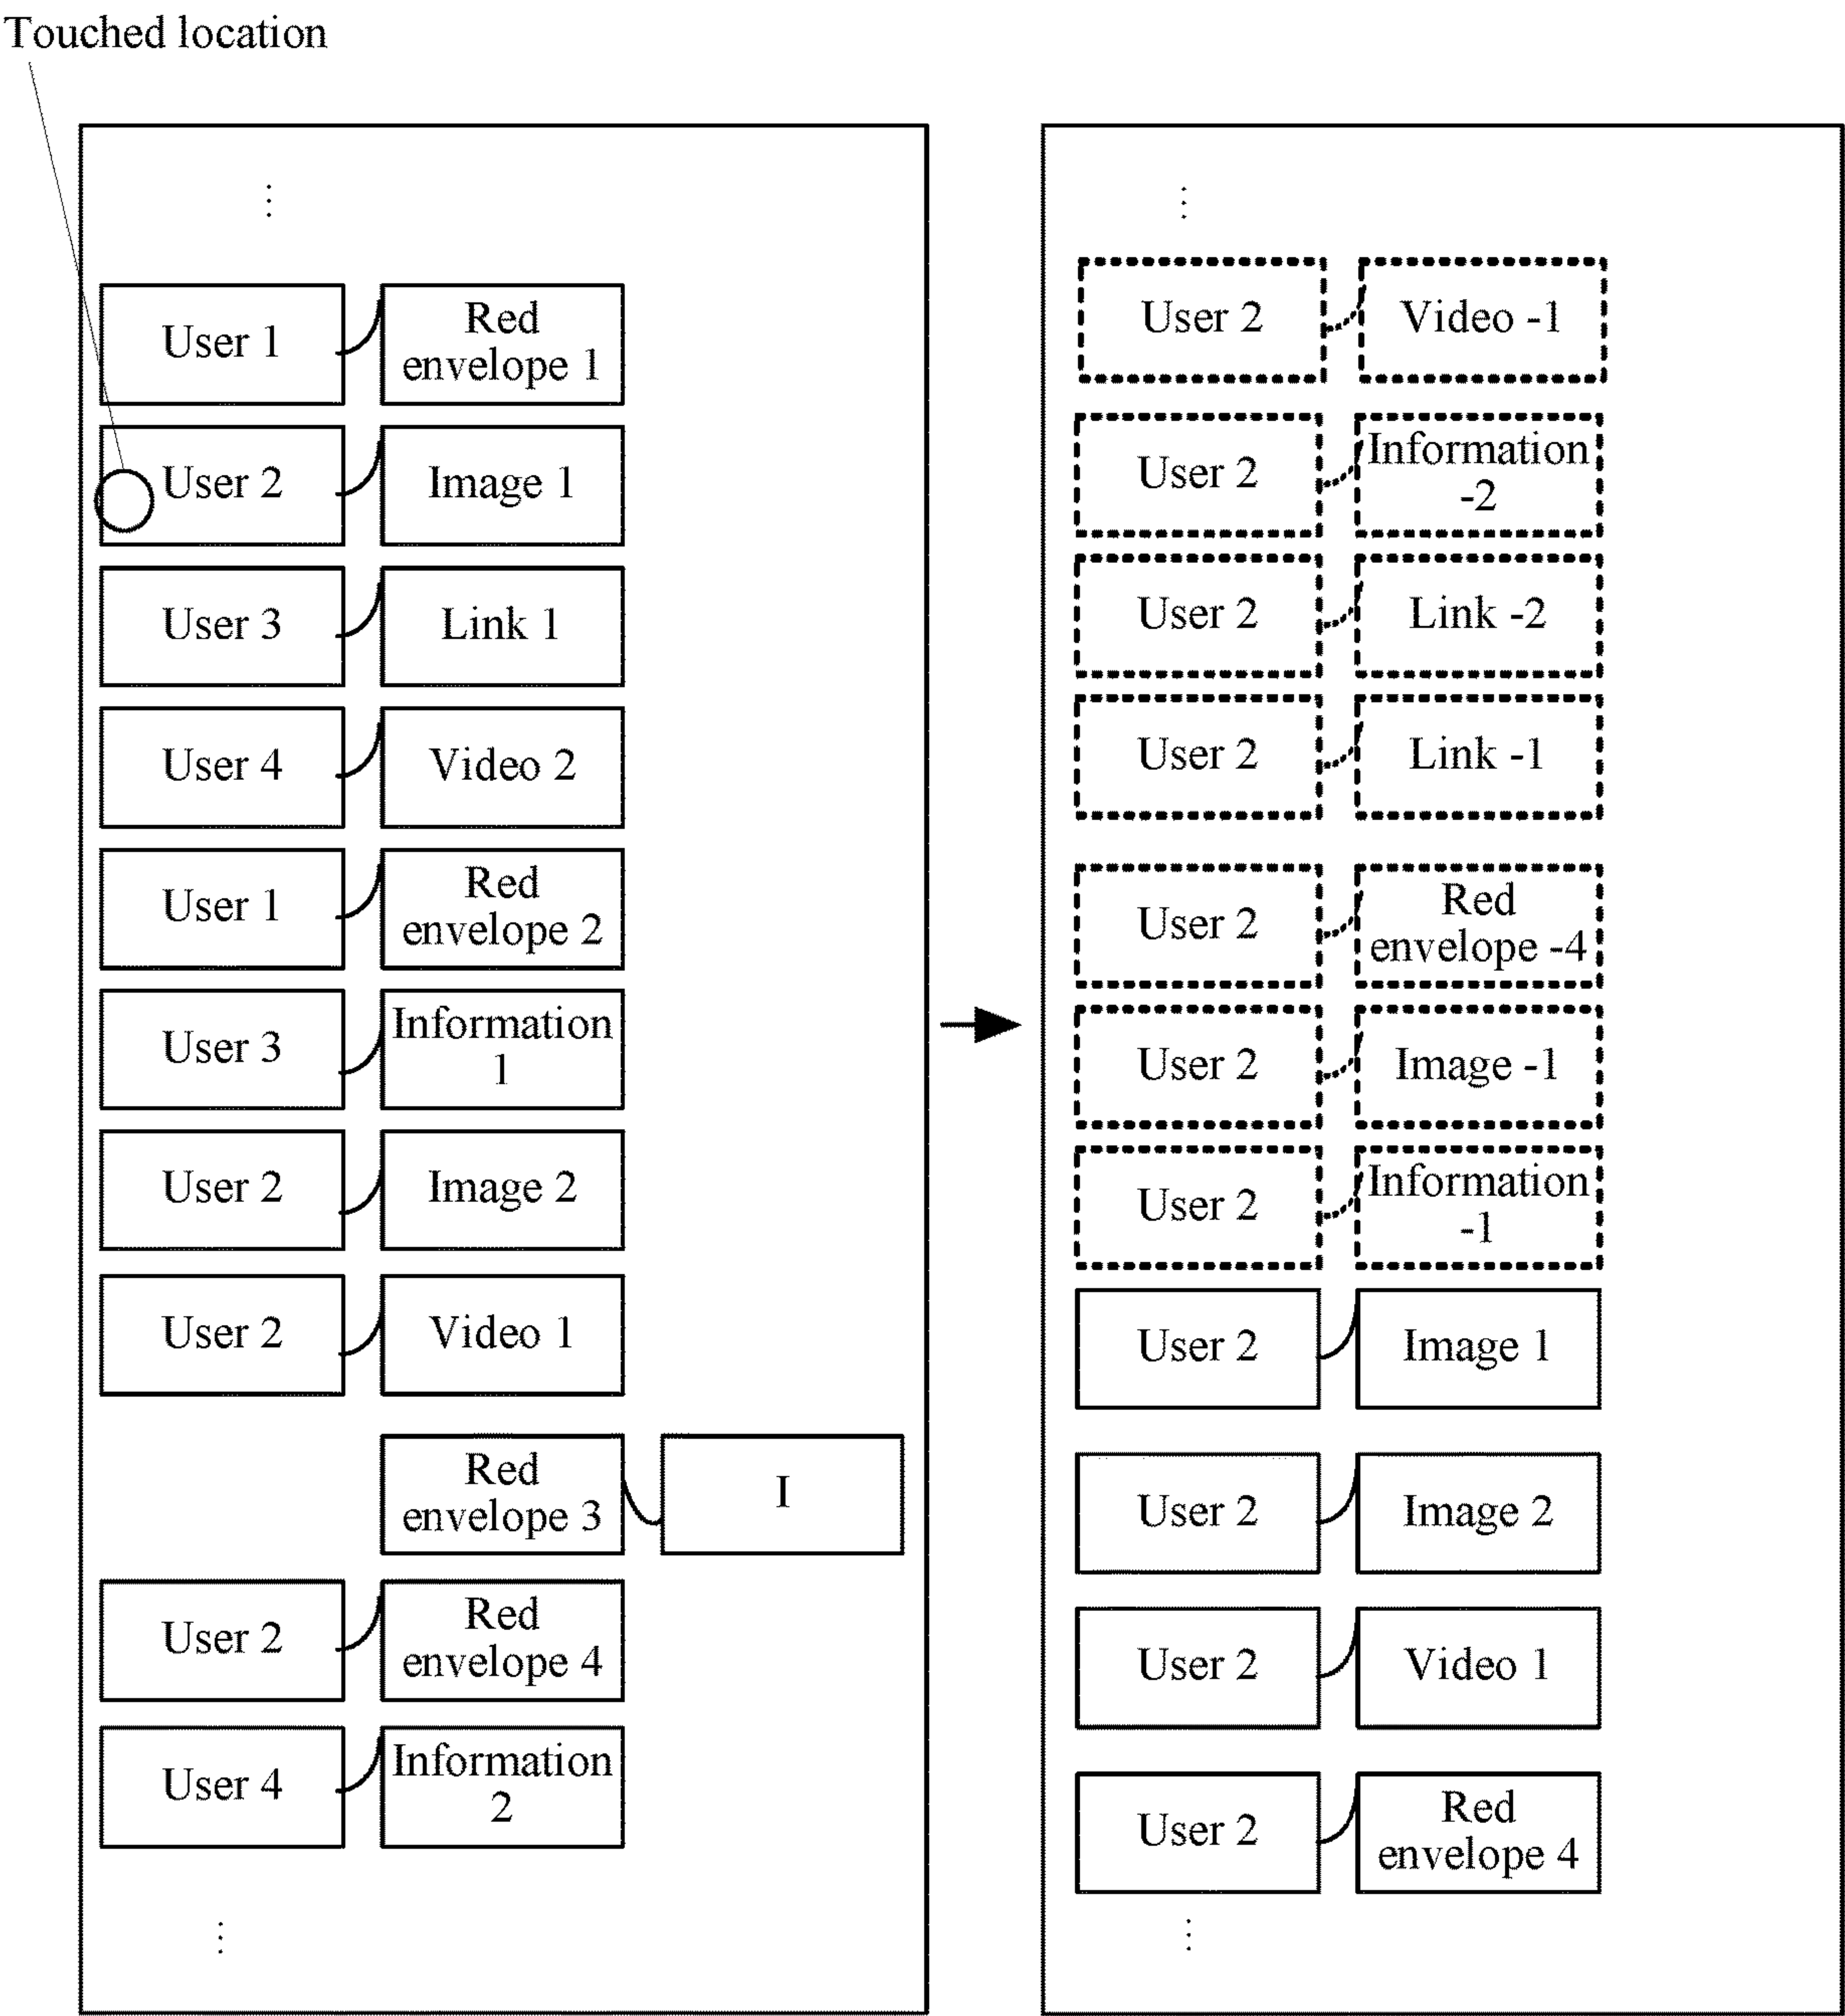 Touched location
⋮
User 1
Red
envelope 1
User 2
Image 1
User 3
Link 1
User 4
Video 2
User 1
Red
envelope 2
User 3
Information
1
User 2
Image 2
User 2
Video 1
Red
envelope 3
I
User 2
Red
envelope 4
User 4
Information
2
⋮
⋮
User 2
Video -1
User 2
Information
-2
User 2
Link -2
User 2
Link -1
User 2
Red
envelope -4
User 2
Image -1
User 2
Information
-1
User 2
Image 1
User 2
Image 2
User 2
Video 1
User 2
Red
envelope 4
⋮